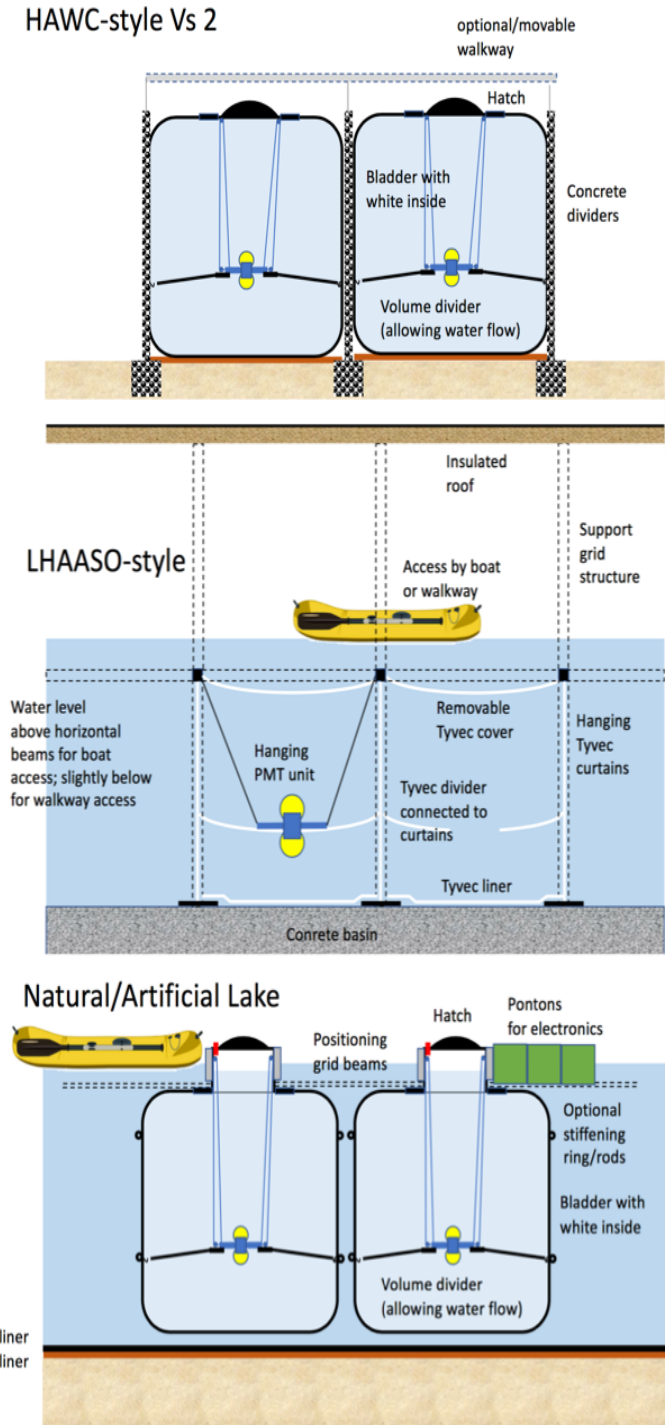 HAWC-style Vs 2
optional/movable
walkway
Hatch
Bladder with
white inside
Concrete
dividers
Volume divider
(allowing water flow)
Insulated
roof
Support
grid
structure
LHAASO-style
Access by boat
or walkway
Water level
above horizontal
beams for boat
access; slightly below
for walkway access
Hanging
PMT unit
Removable
Tyvec cover
Hanging
Tyvec
curtains
Tyvec divider
connected to
curtains
Tyvec liner
Conrete basin
Natural/Artificial Lake
Positioning
grid beams
Hatch
Pontons
for electronics
Optional
stiffening
ring/rods
Bladder with
white inside
Volume divider
(allowing water flow)
liner
liner